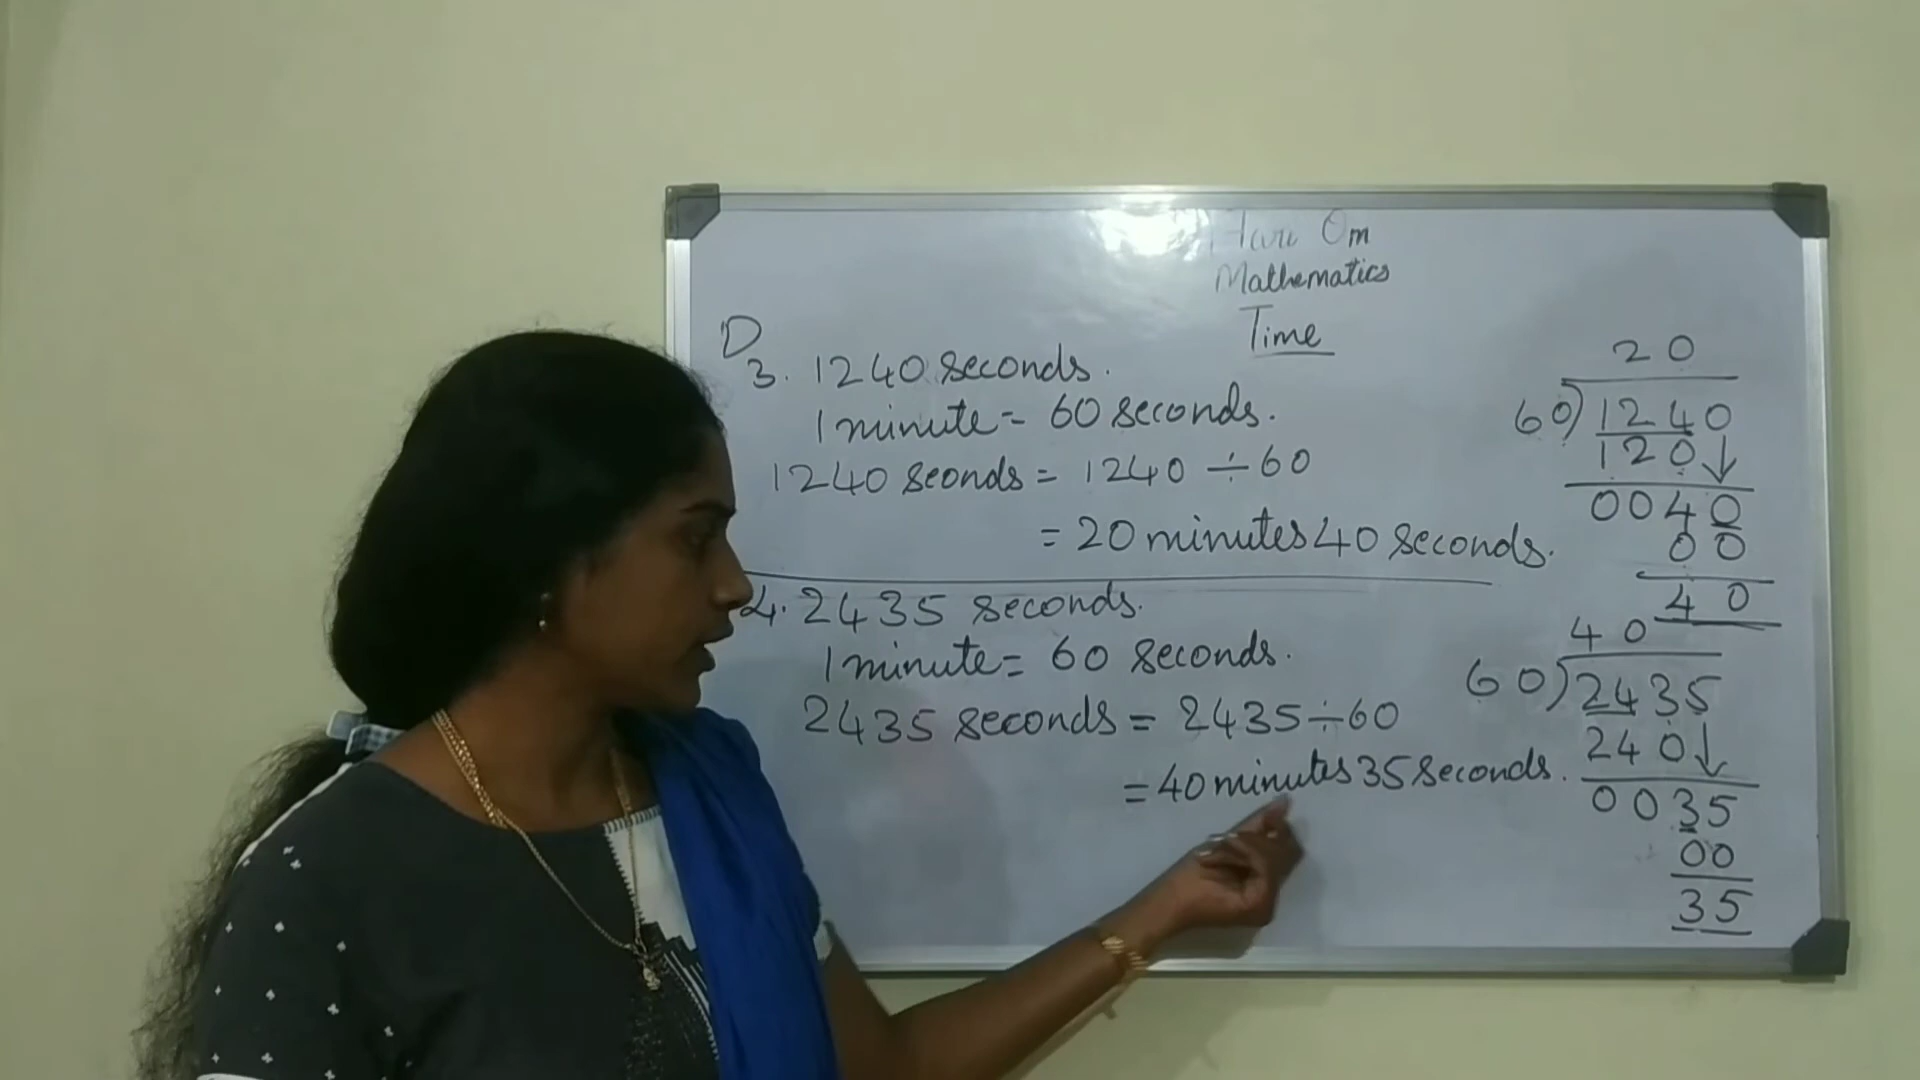 Hari Om
Mathematics
Time
D
3. 1240 seconds.
1 minute = 60 seconds.
1240 seonds = 1240 ÷ 60
= 20 minutes 40 seconds.
4. 2435 seconds.
1 minute = 60 seconds.
2435 seconds = 2435 ÷ 60
= 40 minutes 35 seconds.
20
60)1240
120↓
0040
00
40
40
60)2435
240↓
0035
00
35